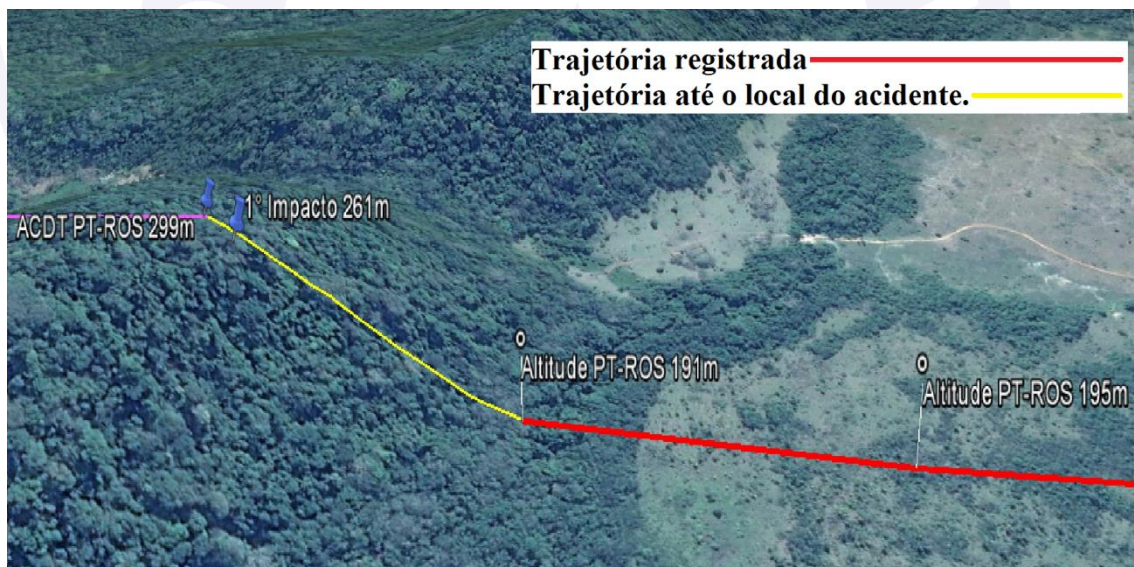 Trajetória registrada
Trajetória até o local do acidente.
1° Impacto 261m
ACDT PT-ROS 299m
Altitude PT-ROS 191m
Altitude PT-ROS 195m